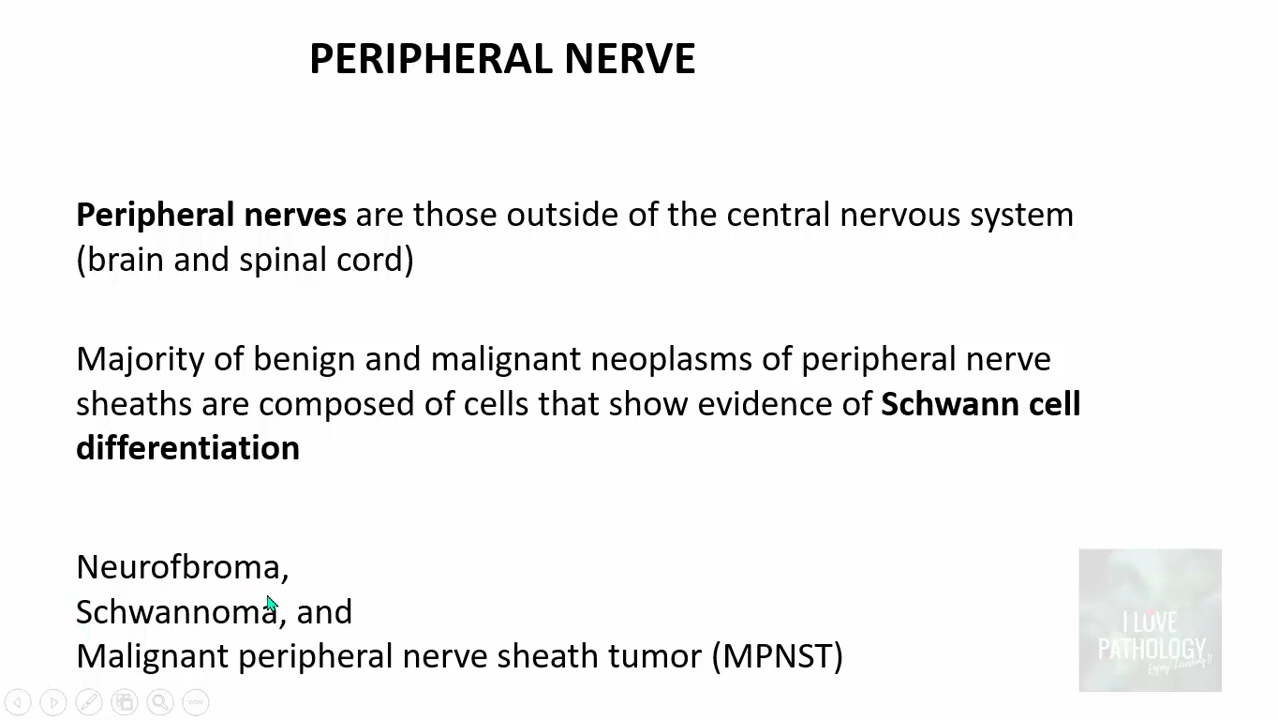 PERIPHERAL NERVE
Peripheral nerves are those outside of the central nervous system
(brain and spinal cord)
Majority of benign and malignant neoplasms of peripheral nerve
sheaths are composed of cells that show evidence of Schwann cell
differentiation
Neurofbroma,
Schwannoma, and
Malignant peripheral nerve sheath tumor (MPNST)
I LOVE
PATHOLOGY
Enjoy Learning!!